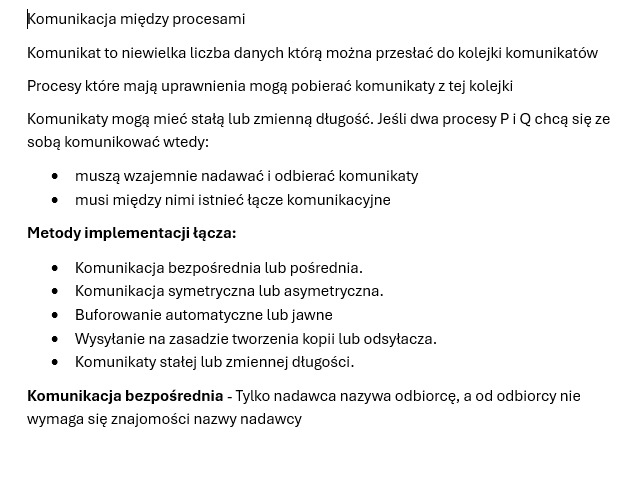 Komunikacja między procesami
Komunikat to niewielka liczba danych którą można przesłać do kolejki komunikatów
Procesy które mają uprawnienia mogą pobierać komunikaty z tej kolejki
Komunikaty mogą mieć stałą lub zmienną długość. Jeśli dwa procesy P i Q chcą się ze
sobą komunikować wtedy:
• muszą wzajemnie nadawać i odbierać komunikaty
• musi między nimi istnieć łącze komunikacyjne
Metody implementacji łącza:
• Komunikacja bezpośrednia lub pośrednia.
• Komunikacja symetryczna lub asymetryczna.
• Buforowanie automatyczne lub jawne
• Wysyłanie na zasadzie tworzenia kopii lub odsyłacza.
• Komunikaty stałej lub zmiennej długości.
Komunikacja bezpośrednia - Tylko nadawca nazywa odbiorcę, a od odbiorcy nie
wymaga się znajomości nazwy nadawcy